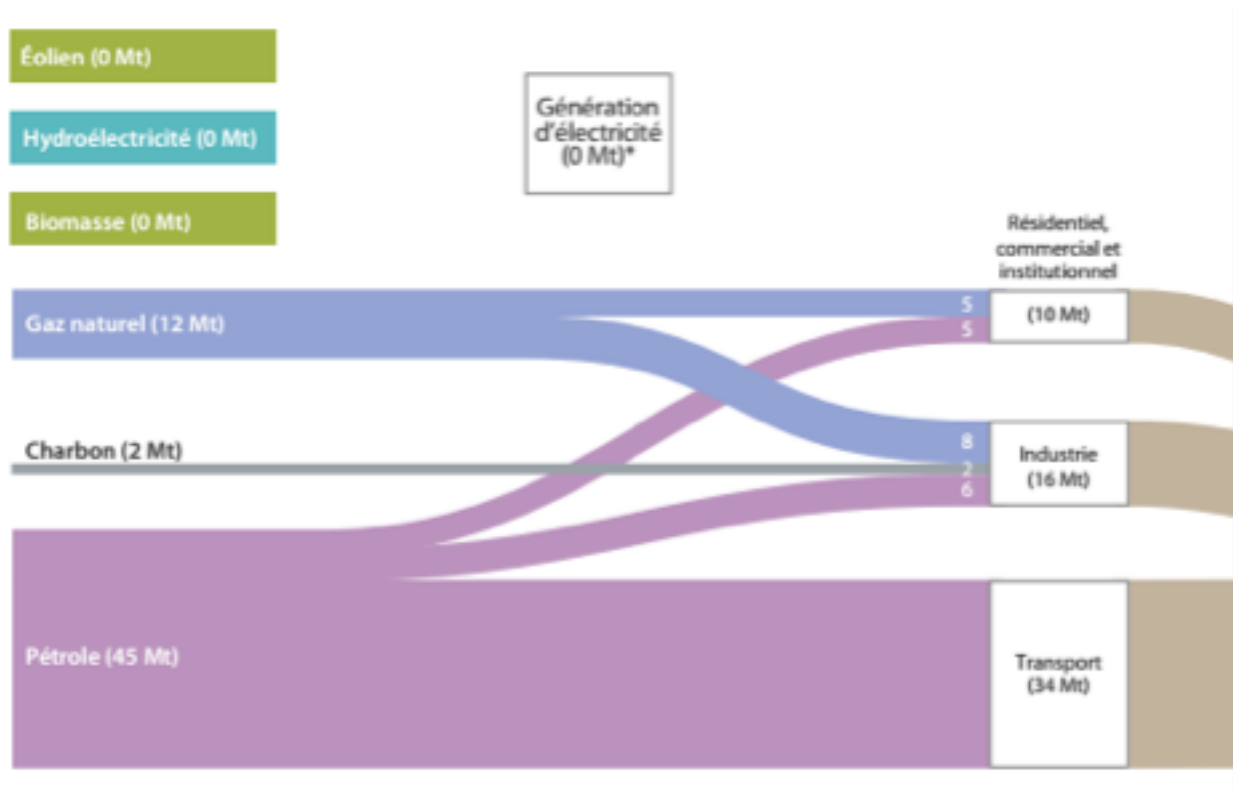 Éolien (0 Mt)
Hydroélectricité (0 Mt)
Biomasse (0 Mt)
Génération
d'électricité
(0 Mt)*
Résidentiel,
commercial et
institutionnel
(10 Mt)
Gaz naturel (12 Mt)
5
5
Charbon (2 Mt)
8
2
6
Industrie
(16 Mt)
Pétrole (45 Mt)
Transport
(34 Mt)